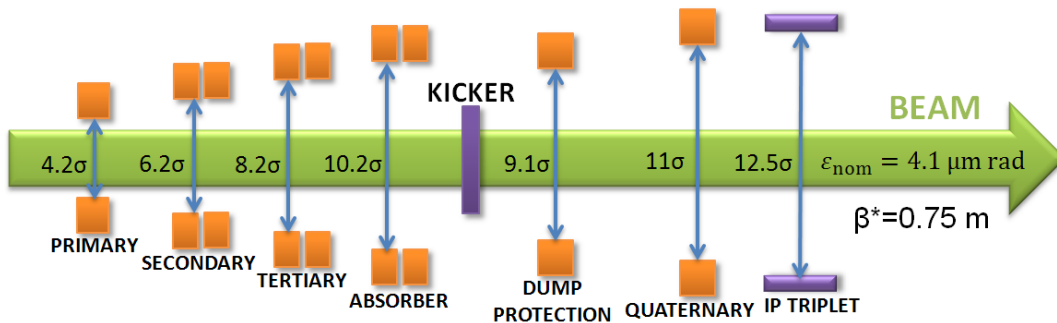 KICKER
BEAM
4.2σ
6.2σ
8.2σ
10.2σ
9.1σ
11σ
12.5σ
εnom = 4.1 μm rad
β*=0.75 m
PRIMARY
SECONDARY
TERTIARY
ABSORBER
DUMP
PROTECTION
QUATERNARY
IP TRIPLET